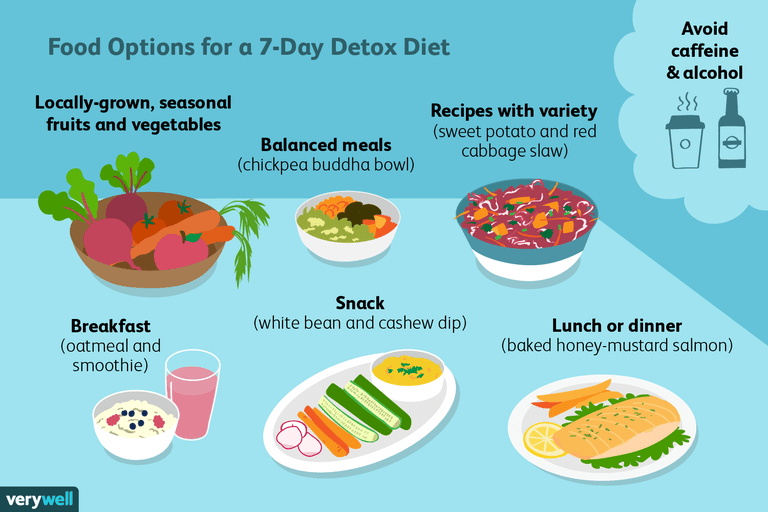 Food Options for a 7-Day Detox Diet
Avoid
caffeine
& alcohol
Locally-grown, seasonal
fruits and vegetables
Balanced meals
(chickpea buddha bowl)
Recipes with variety
(sweet potato and red
cabbage slaw)
Breakfast
(oatmeal and
smoothie)
Snack
(white bean and cashew dip)
Lunch or dinner
(baked honey-mustard salmon)
verywell